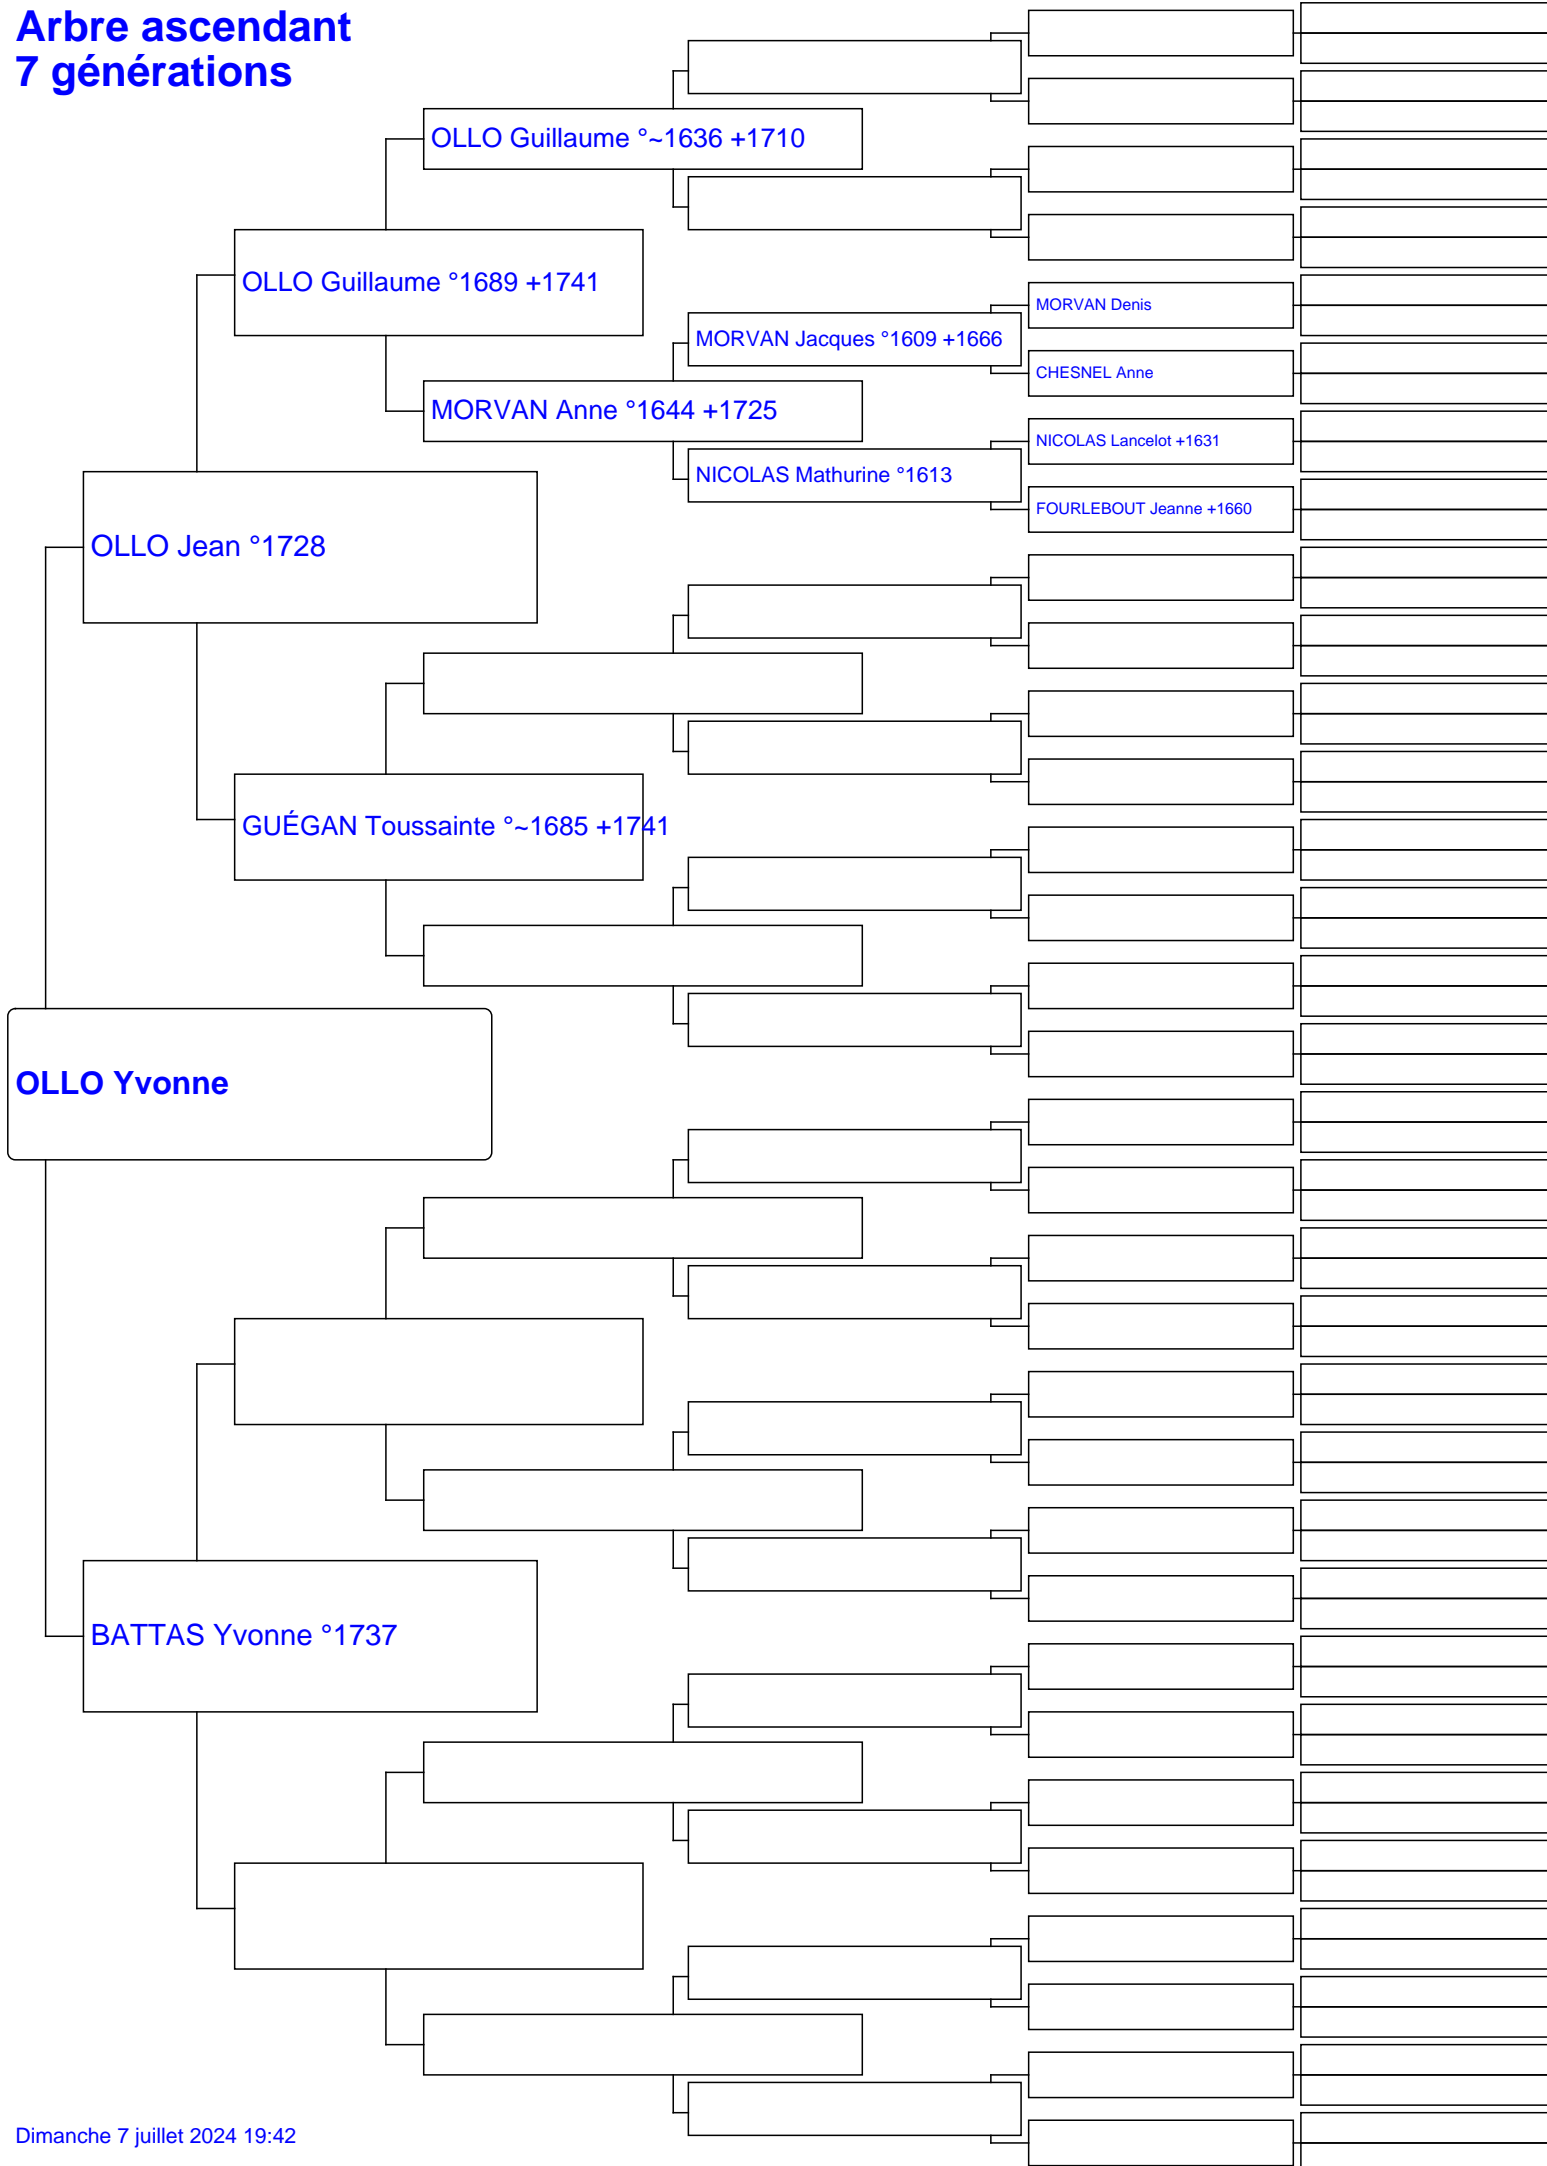 Arbre ascendant
7 générations
OLLO Guillaume °~1636 +1710
OLLO Guillaume °1689 +1741
MORVAN Denis
MORVAN Jacques °1609 +1666
CHESNEL Anne
MORVAN Anne °1644 +1725
NICOLAS Lancelot +1631
NICOLAS Mathurine °1613
FOURLEBOUT Jeanne +1660
OLLO Jean °1728
GUÉGAN Toussainte °~1685 +1741
OLLO Yvonne
BATTAS Yvonne °1737
Dimanche 7 juillet 2024 19:42